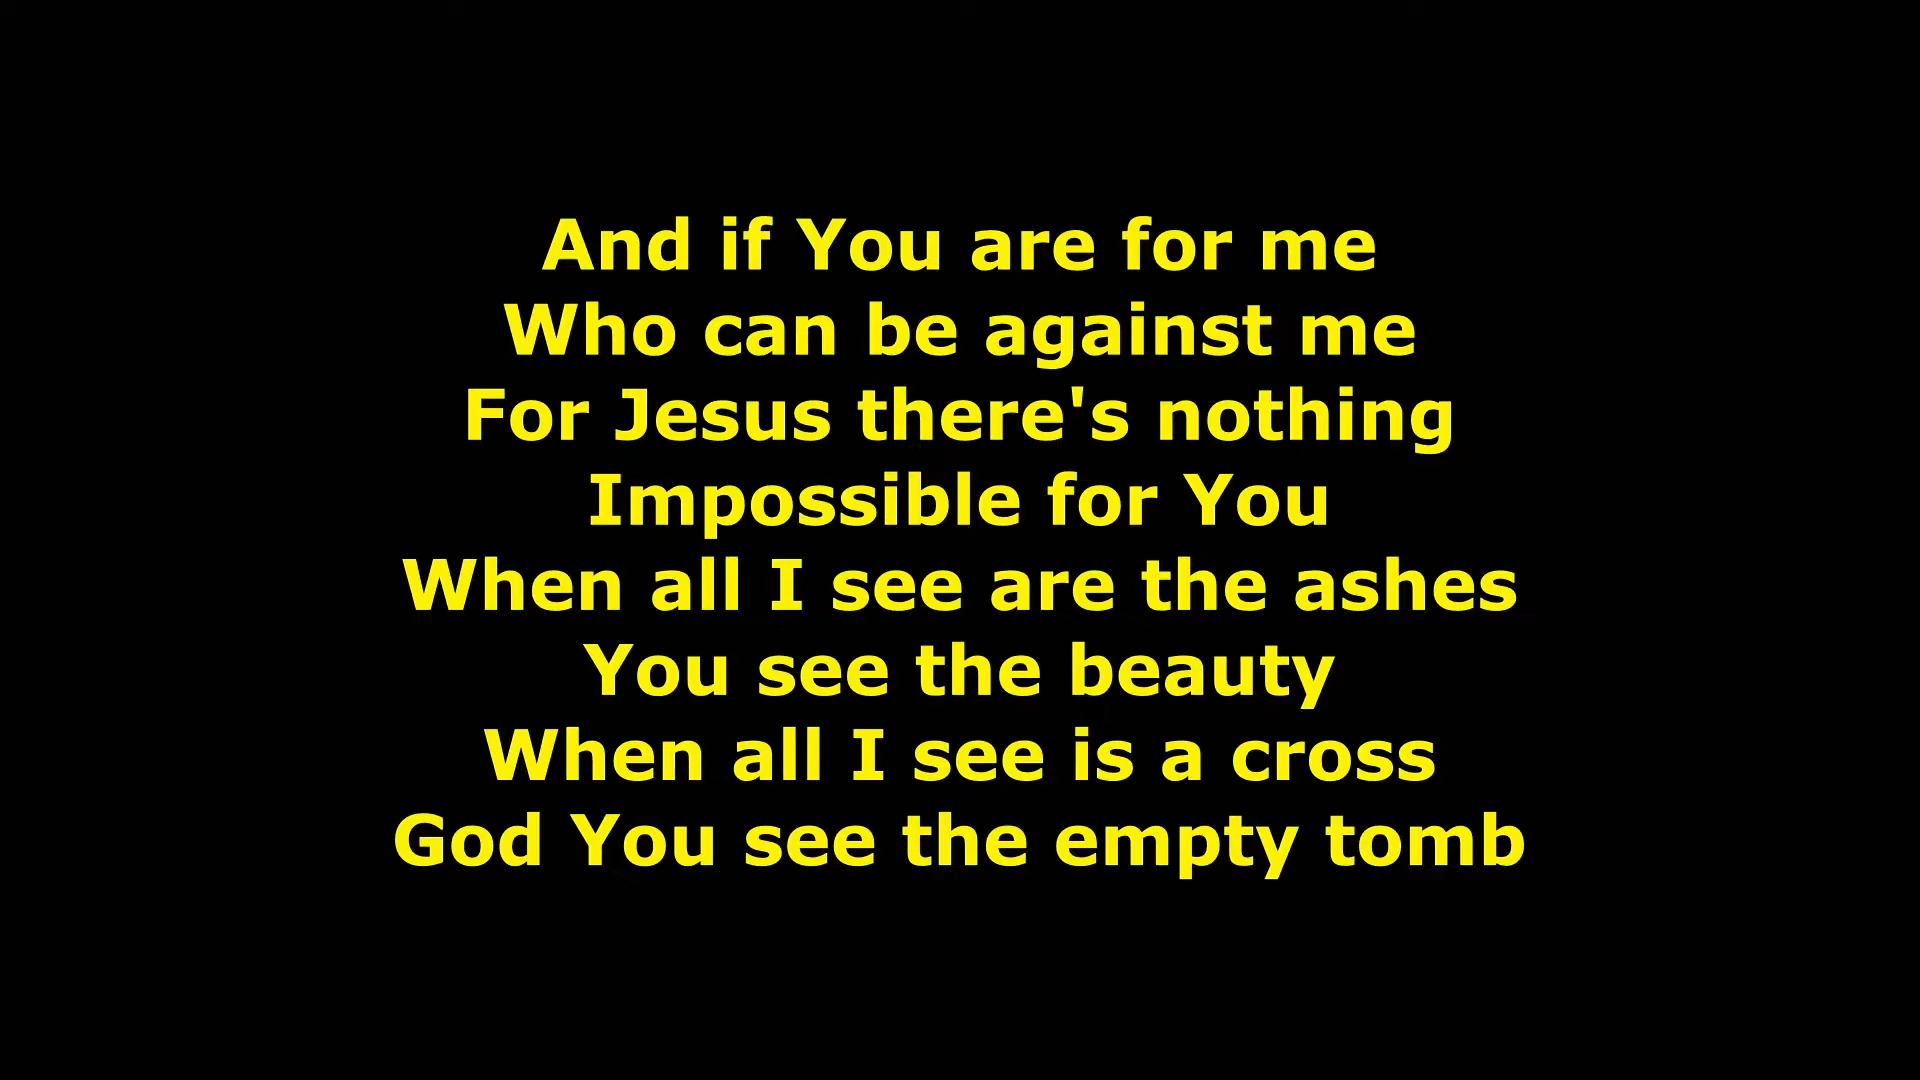 And if You are for me
Who can be against me
For Jesus there's nothing
Impossible for You
When all I see are the ashes
You see the beauty
When all I see is a cross
God You see the empty tomb